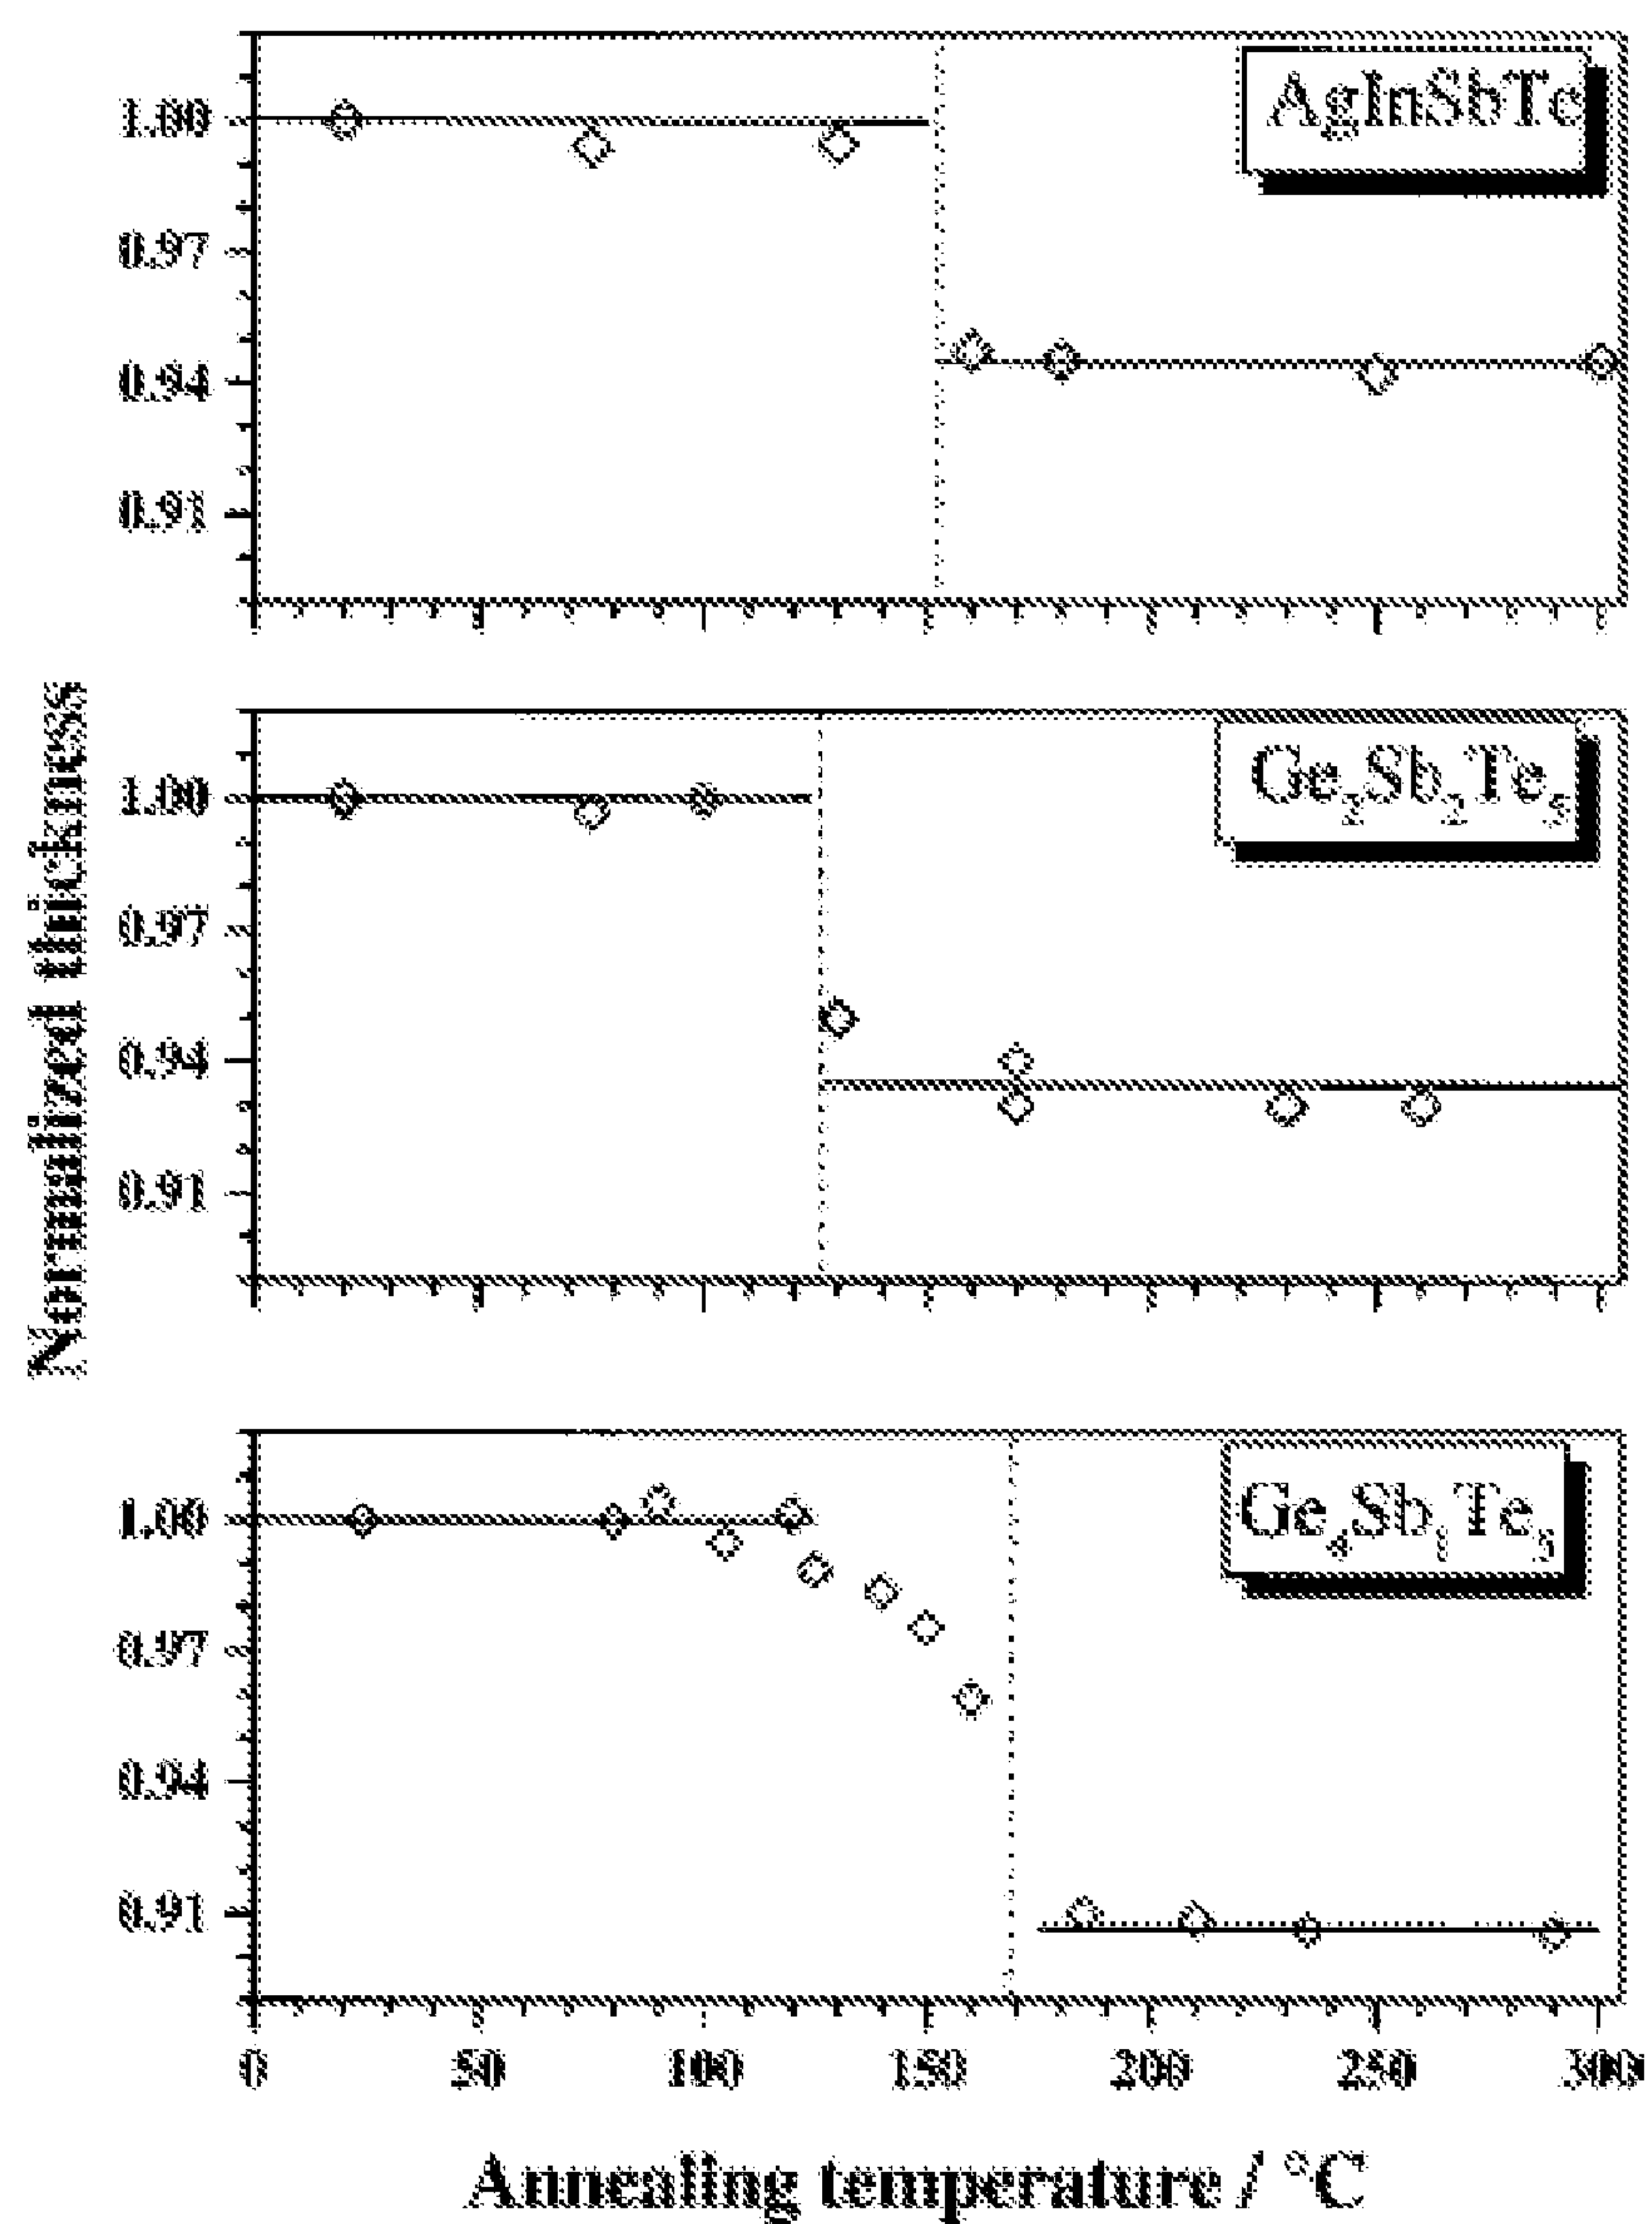 AgInSbTe
1.00
0.97
0.94
0.91
Normalized thickness
Ge₂Sb₂Te₅
1.00
0.97
0.94
0.91
Ge₄Sb₁Te₅
1.00
0.97
0.94
0.91
0 50 100 150 200 250 300
Annealing temperature / °C